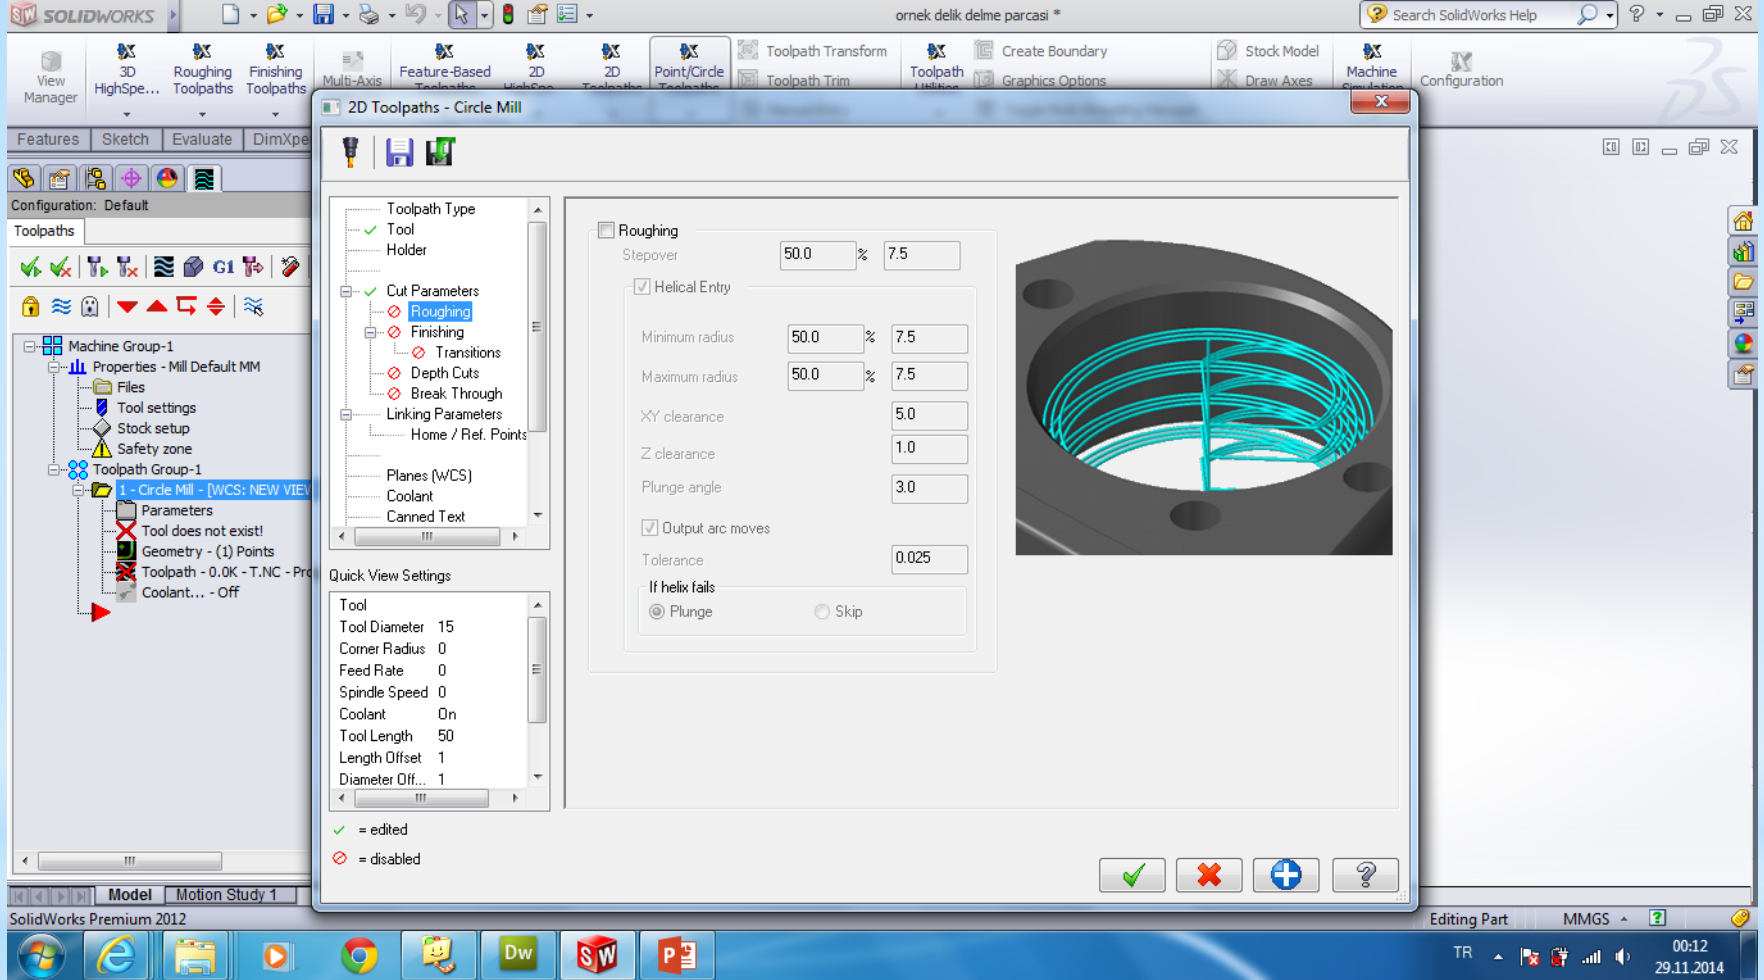 SOLIDWORKS
ornek delik delme parcasi *
Search SolidWorks Help
View Manager
3D HighSpe...
Roughing Toolpaths
Finishing Toolpaths
Multi-Axis
Feature-Based
2D
2D
Point/Circle
Toolpath Transform
Toolpath Trim
Toolpath
Create Boundary
Graphics Options
Stock Model
Draw Axes
Machine
Configuration
2D Toolpaths - Circle Mill
Features
Sketch
Evaluate
DimXpe
Configuration: Default
Toolpaths
G1
Machine Group-1
Properties - Mill Default MM
Files
Tool settings
Stock setup
Safety zone
Toolpath Group-1
1 - Circle Mill - [WCS: NEW VIEW
Parameters
Tool does not exist!
Geometry - (1) Points
Toolpath - 0.0K - T.NC - Pro
Coolant... - Off
Toolpath Type
Tool
Holder
Cut Parameters
Roughing
Finishing
Transitions
Depth Cuts
Break Through
Linking Parameters
Home / Ref. Points
Planes (WCS)
Coolant
Canned Text
Quick View Settings
Tool
Tool Diameter 15
Corner Radius 0
Feed Rate 0
Spindle Speed 0
Coolant On
Tool Length 50
Length Offset 1
Diameter Off... 1
= edited
= disabled
Roughing
Stepover 50.0 % 7.5
Helical Entry
Minimum radius 50.0 % 7.5
Maximum radius 50.0 % 7.5
XY clearance 5.0
Z clearance 1.0
Plunge angle 3.0
Output arc moves
Tolerance 0.025
If helix fails
Plunge Skip
Model
Motion Study 1
SolidWorks Premium 2012
Editing Part
MMGS
Dw
SW
P
TR
00:12
29.11.2014